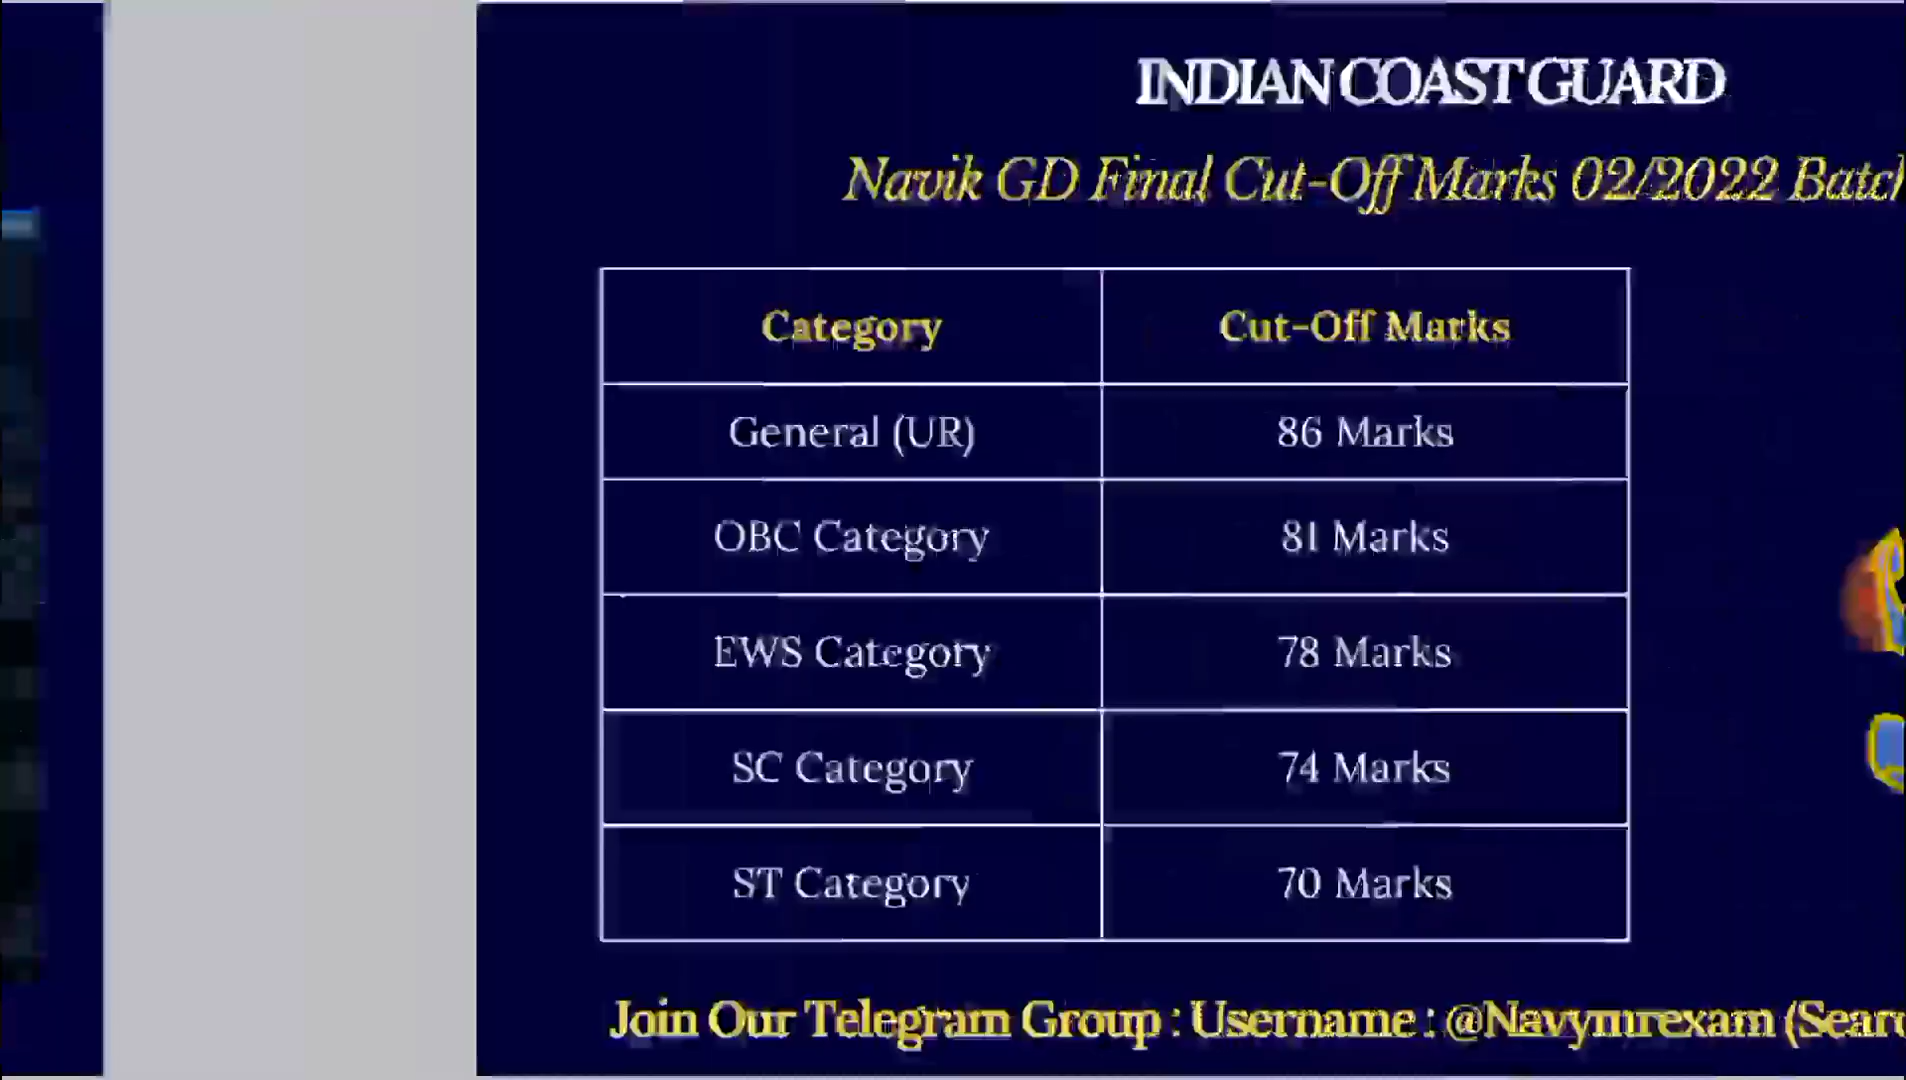 INDIAN COAST GUARD
Navik GD Final Cut-Off Marks 02/2022
Category Cut-Off Marks
General (UR) 86 Marks
OBC Category 81 Marks
EWS Category 78 Marks
SC Category 74 Marks
ST Category 70 Marks
Join Our Telegram Group : Username : @Navymrexam